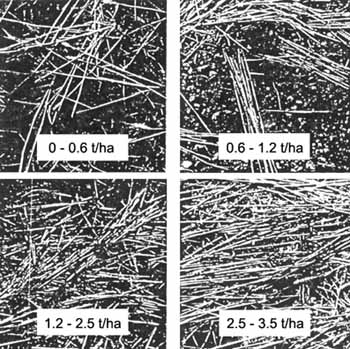 0 - 0.6 t/ha
0.6 - 1.2 t/ha
1.2 - 2.5 t/ha
2.5 - 3.5 t/ha